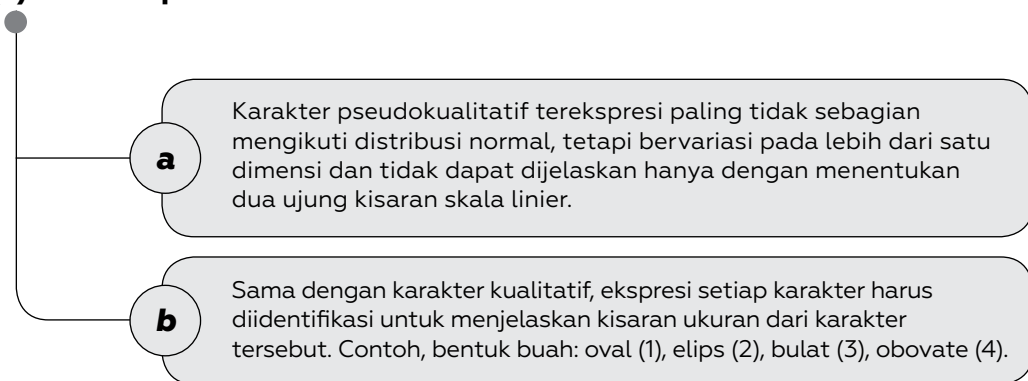 a
Karakter pseudokualitatif terekspresi paling tidak sebagian
mengikuti distribusi normal, tetapi bervariasi pada lebih dari satu
dimensi dan tidak dapat dijelaskan hanya dengan menentukan
dua ujung kisaran skala linier.
b
Sama dengan karakter kualitatif, ekspresi setiap karakter harus
diidentifikasi untuk menjelaskan kisaran ukuran dari karakter
tersebut. Contoh, bentuk buah: oval (1), elips (2), bulat (3), obovate (4).